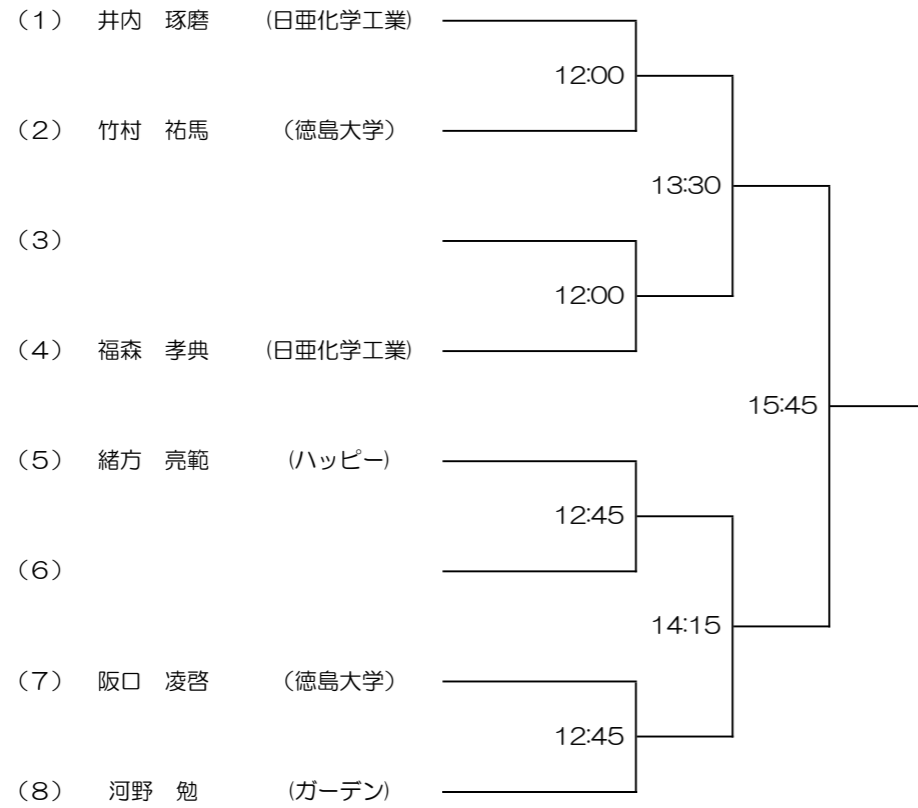 （1） 井内 琢磨 (日亜化学工業)
12:00
（2） 竹村 祐馬 （徳島大学）
13:30
（3）
12:00
（4） 福森 孝典 (日亜化学工業)
15:45
（5） 緒方 亮範 (ハッピー)
12:45
（6）
14:15
（7） 阪口 凌啓 （徳島大学）
12:45
（8） 河野 勉 (ガーデン)